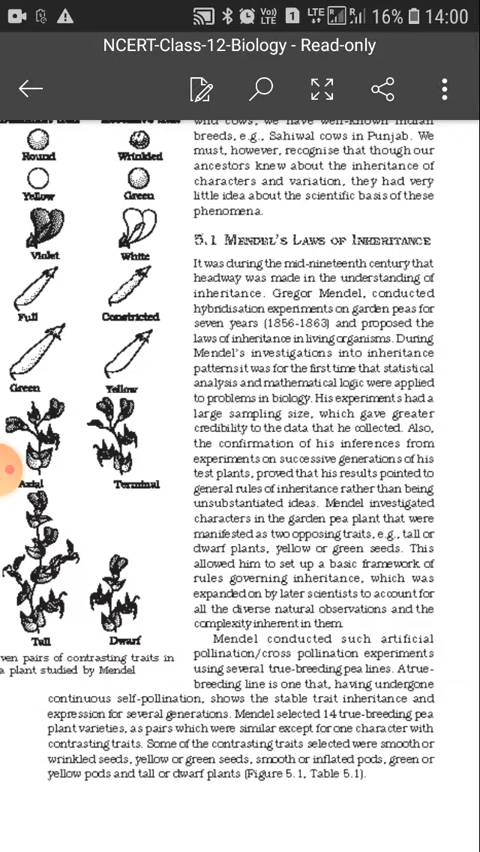 Vo))
LTE
1
LTE
R
R
16%
14:00
NCERT-Class-12-Biology - Read-only
wild cows, we have well-known Indian
breeds, e.g., Sahiwal cows in Punjab. We
must, however, recognise that though our
ancestors knew about the inheritance of
characters and variation, they had very
little idea about the scientific basis of these
phenomena.
Round
Wrinkled
Yellow
Green
Violet
White
Full
Constricted
Green
Yellow
Axial
Terminal
Tall
Dwarf
ven pairs of contrasting traits in
a plant studied by Mendel
5.1 MENDEL'S LAWS OF INHERITANCE
It was during the mid-nineteenth century that
headway was made in the understanding of
inheritance. Gregor Mendel, conducted
hybridisation experiments on garden peas for
seven years (1856-1863) and proposed the
laws of inheritance in living organisms. During
Mendel's investigations into inheritance
patterns it was for the first time that statistical
analysis and mathematical logic were applied
to problems in biology. His experiments had a
large sampling size, which gave greater
credibility to the data that he collected. Also,
the confirmation of his inferences from
experiments on successive generations of his
test plants, proved that his results pointed to
general rules of inheritance rather than being
unsubstantiated ideas. Mendel investigated
characters in the garden pea plant that were
manifested as two opposing traits, e.g., tall or
dwarf plants, yellow or green seeds. This
allowed him to set up a basic framework of
rules governing inheritance, which was
expanded on by later scientists to account for
all the diverse natural observations and the
complexity inherent in them.
Mendel conducted such artificial
pollination/cross pollination experiments
using several true-breeding pea lines. A true-
breeding line is one that, having undergone
continuous self-pollination, shows the stable trait inheritance and
expression for several generations. Mendel selected 14 true-breeding pea
plant varieties, as pairs which were similar except for one character with
contrasting traits. Some of the contrasting traits selected were smooth or
wrinkled seeds, yellow or green seeds, smooth or inflated pods, green or
yellow pods and tall or dwarf plants (Figure 5.1, Table 5.1).